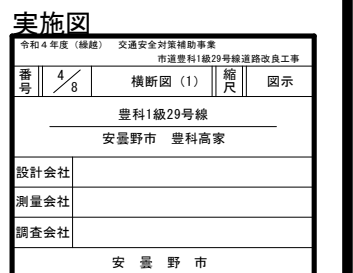 実施図
令和４年度（繰越）　交通安全対策補助事業
市道豊科1級29号線道路改良工事
番号　4／8　横断図（1）　縮尺　図示
豊科1級29号線
安曇野市　豊科高家
設計会社
測量会社
調査会社
安　曇　野　市